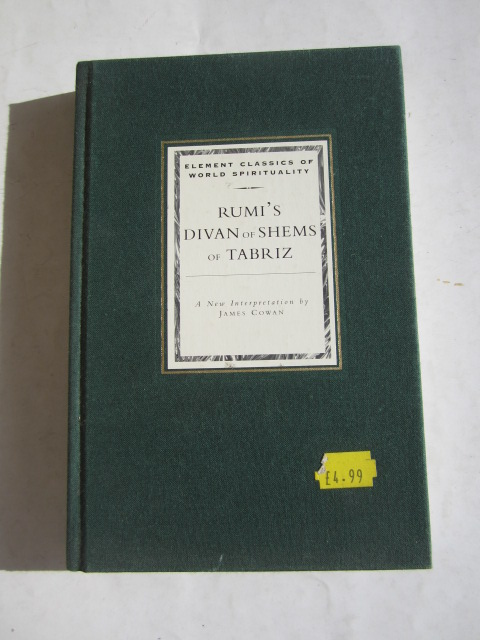 ELEMENT CLASSICS OF
WORLD SPIRITUALITY
RUMI'S
DIVAN OF SHEMS
OF TABRIZ
A New Interpretation by
JAMES COWAN
£4.99